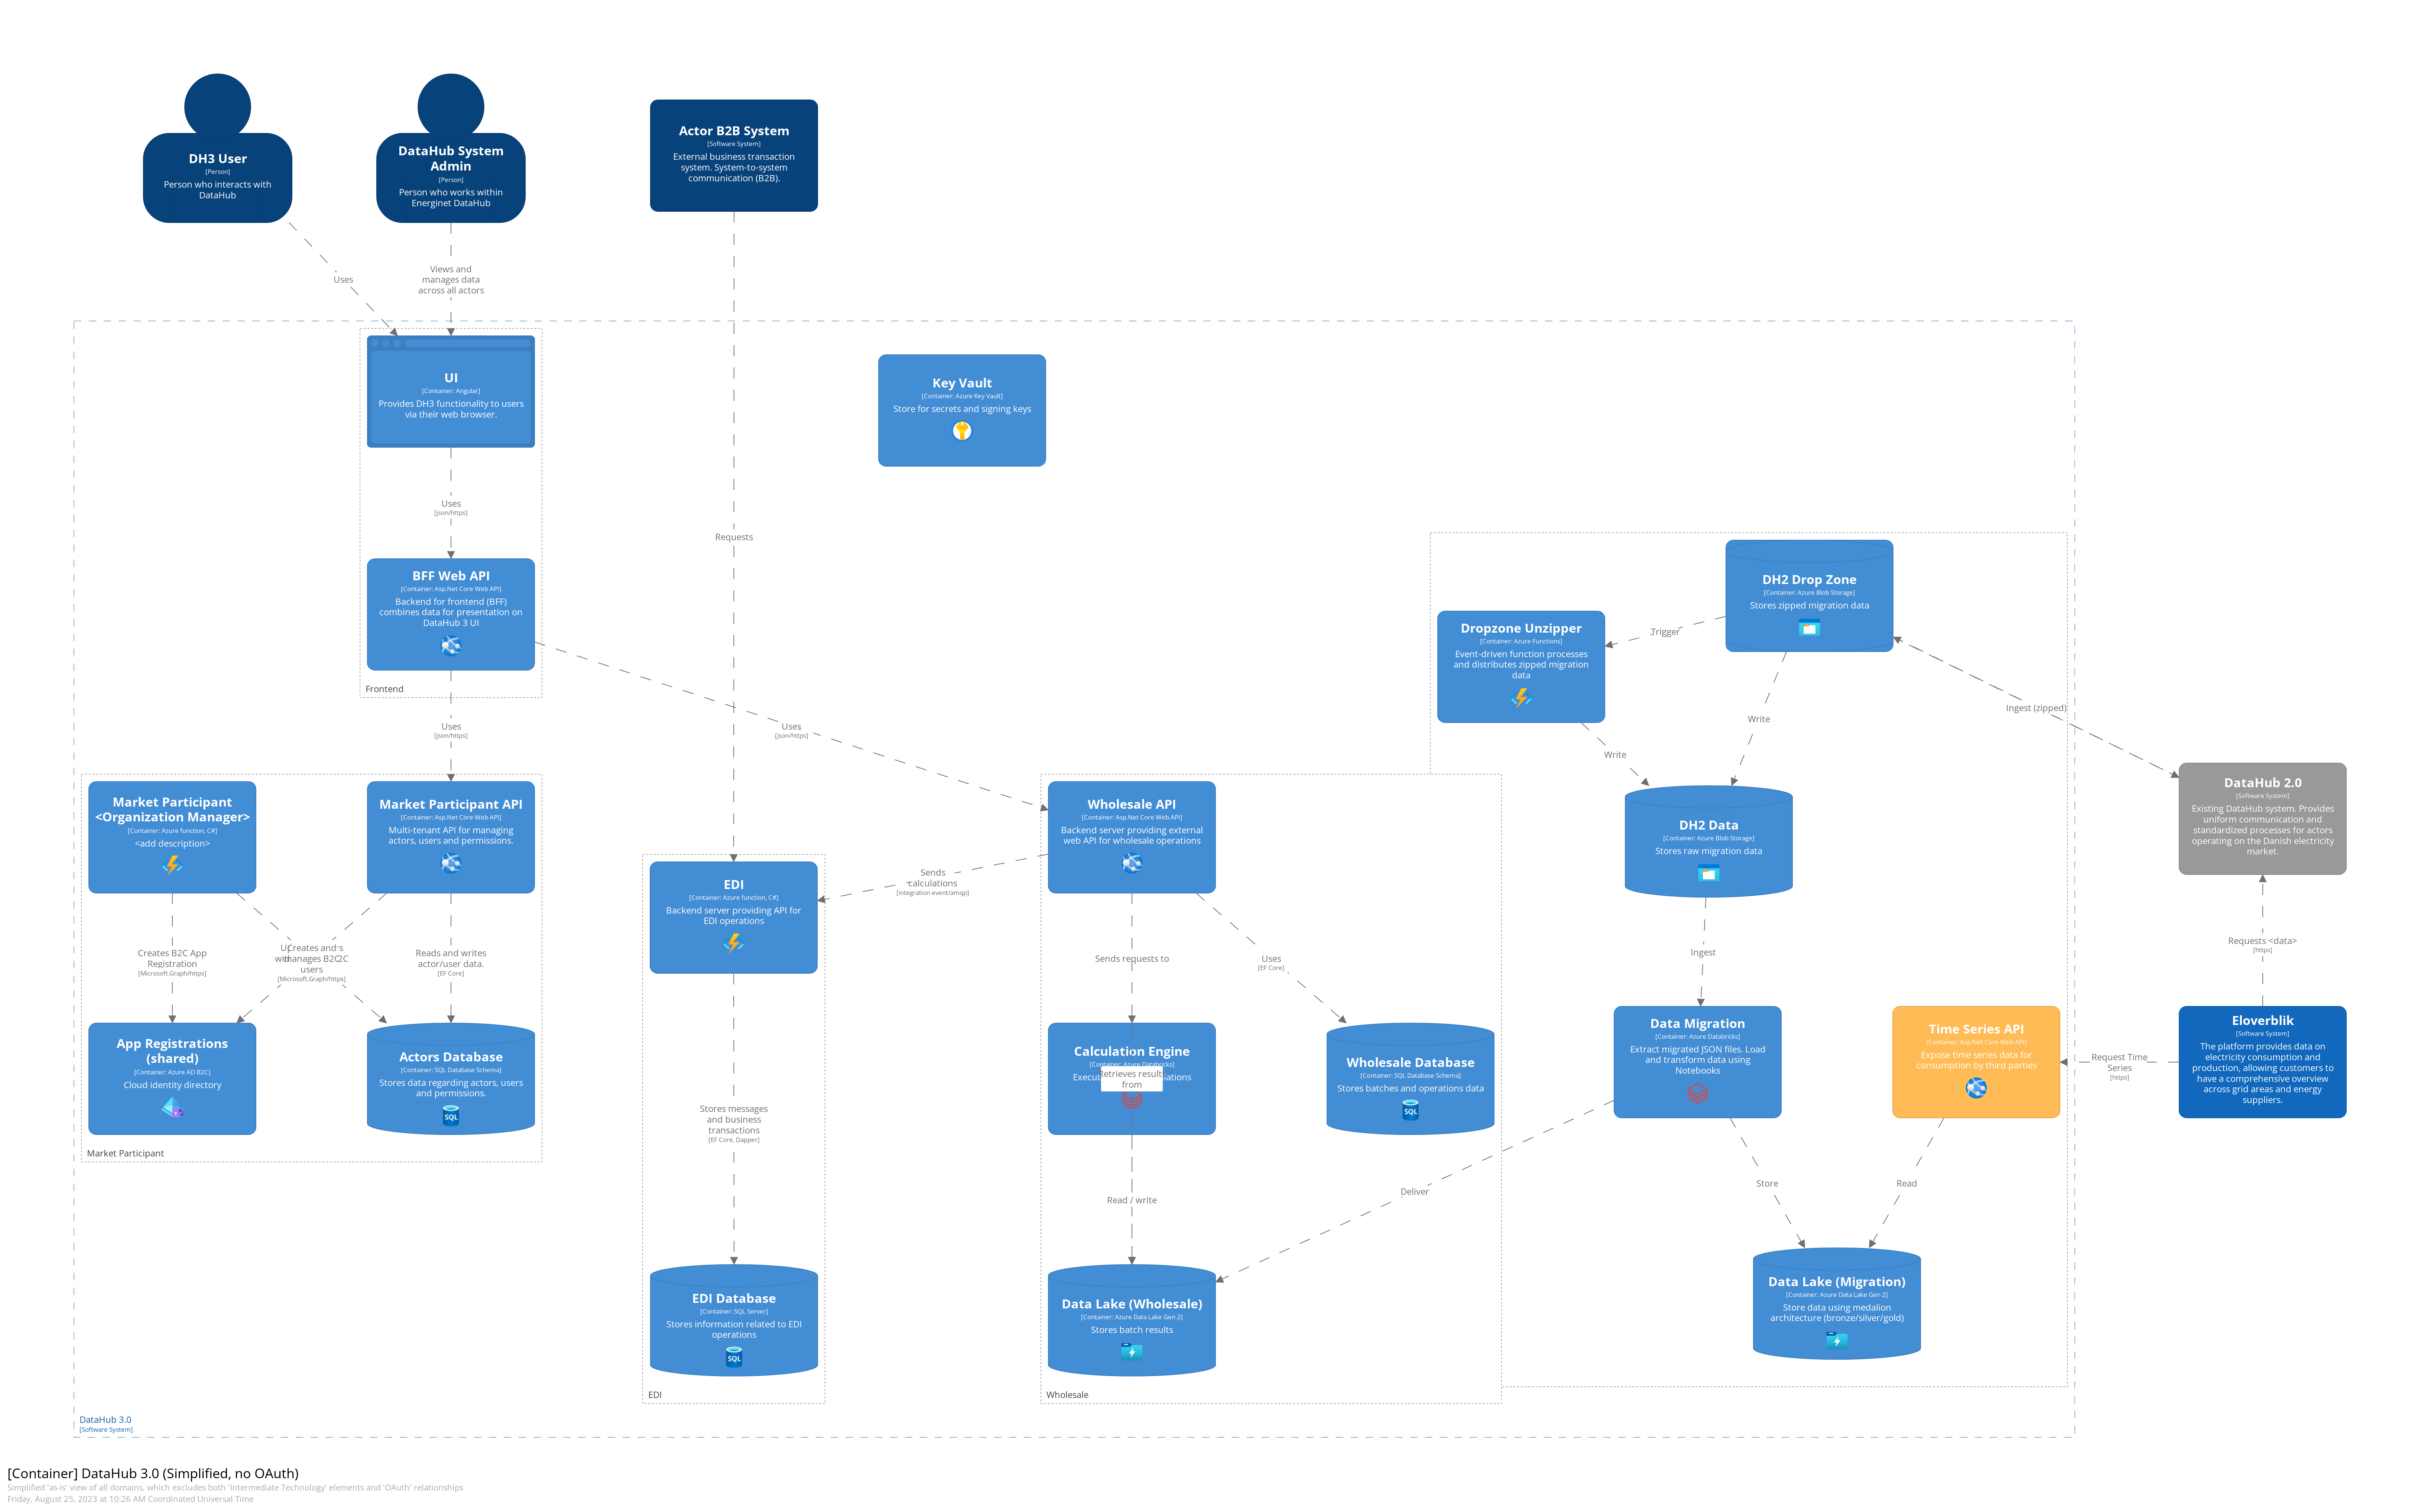 DH3 User
[Person]
Person who interacts with
DataHub
DataHub System
Admin
[Person]
Person who works within
Energinet DataHub
Actor B2B System
[Software System]
External business transaction
system. System-to-system
communication (B2B).
Uses
Views and
manages data
across all actors
UI
[Container: Angular]
Provides DH3 functionality to users
via their web browser.
Key Vault
[Container: Azure Key Vault]
Store for secrets and signing keys
Uses
[json/https]
Requests
BFF Web API
[Container: Asp.Net Core Web API]
Backend for frontend (BFF)
combines data for presentation on
DataHub 3 UI
Frontend
DH2 Drop Zone
[Container: Azure Blob Storage]
Stores zipped migration data
Dropzone Unzipper
[Container: Azure Functions]
Event-driven function processes
and distributes zipped migration
data
Trigger
Ingest (zipped)
Write
Write
Uses
[json/https]
Uses
[json/https]
Market Participant
<Organization Manager>
[Container: Azure function, C#]
<add description>
Market Participant API
[Container: Asp.Net Core Web API]
Multi-tenant API for managing
actors, users and permissions.
Wholesale API
[Container: Asp.Net Core Web API]
Backend server providing external
web API for wholesale operations
DH2 Data
[Container: Azure Blob Storage]
Stores raw migration data
DataHub 2.0
[Software System]
Existing DataHub system. Provides
uniform communication and
standardized processes for actors
operating on the Danish electricity
market.
EDI
[Container: Azure function, C#]
Backend server providing API for
EDI operations
Sends
calculations
[integration event/amqp]
Creates B2C App
Registration
[Microsoft.Graph/https]
Creates and
manages B2C
users
[Microsoft.Graph/https]
Reads and writes
actor/user data.
[EF Core]
Sends requests to
Uses
[EF Core]
Ingest
Requests <data>
[https]
App Registrations
(shared)
[Container: Azure AD B2C]
Cloud identity directory
Actors Database
[Container: SQL Database Schema]
Stores data regarding actors, users
and permissions.
SQL
Market Participant
Calculation Engine
[Container: Azure Databricks]
Retrieves results
from
Wholesale Database
[Container: SQL Database Schema]
Stores batches and operations data
SQL
Data Migration
[Container: Azure Databricks]
Extract migrated JSON files. Load
and transform data using
Notebooks
Time Series API
[Container: Asp.Net Core Web API]
Expose time series data for
consumption by third parties
Request Time
Series
[https]
Eloverblik
[Software System]
The platform provides data on
electricity consumption and
production, allowing customers to
have a comprehensive overview
across grid areas and energy
suppliers.
Stores messages
and business
transactions
[EF Core, Dapper]
Read / write
Deliver
Store
Read
EDI Database
[Container: SQL Server]
Stores information related to EDI
operations
SQL
EDI
Data Lake (Wholesale)
[Container: Azure Data Lake Gen 2]
Stores batch results
Wholesale
Data Lake (Migration)
[Container: Azure Data Lake Gen 2]
Store data using medalion
architecture (bronze/silver/gold)
DataHub 3.0
[Software System]
[Container] DataHub 3.0 (Simplified, no OAuth)
Simplified 'as-is' view of all domains, which excludes both 'Intermediate Technology' elements and 'OAuth' relationships
Friday, August 25, 2023 at 10:26 AM Coordinated Universal Time